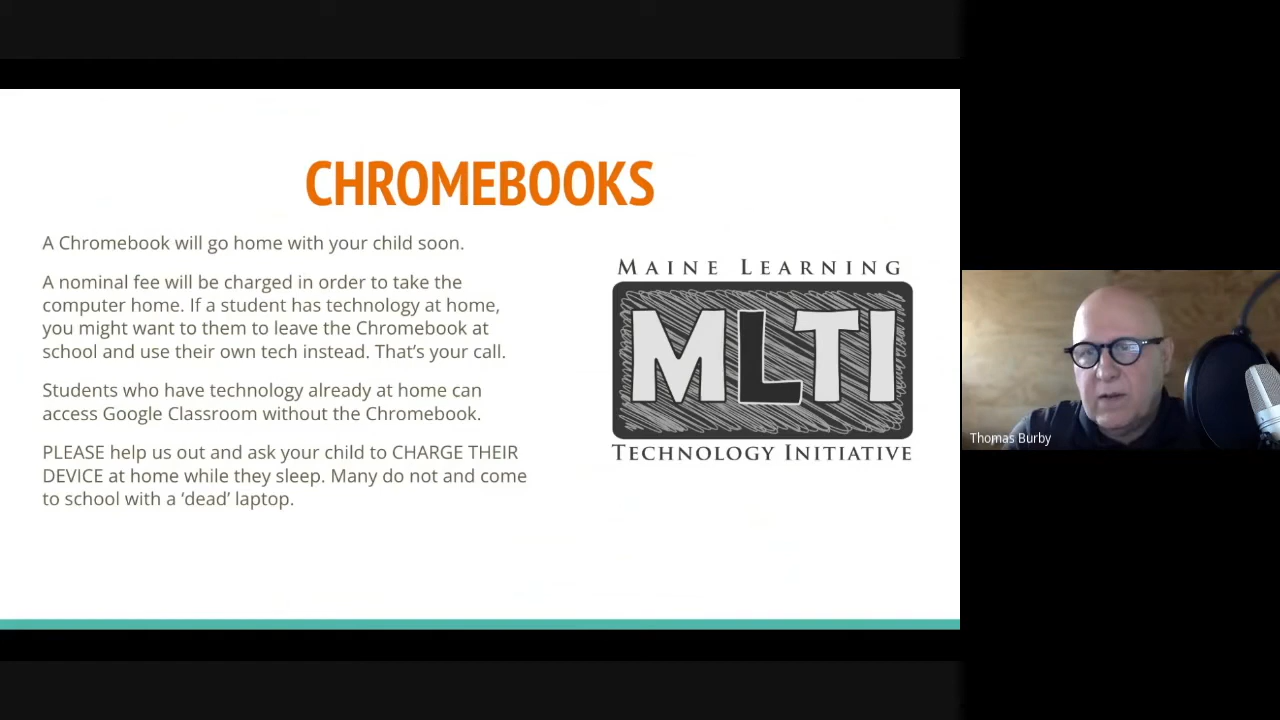 CHROMEBOOKS
A Chromebook will go home with your child soon.
A nominal fee will be charged in order to take the
computer home. If a student has technology at home,
you might want to them to leave the Chromebook at
school and use their own tech instead. That’s your call.
Students who have technology already at home can
access Google Classroom without the Chromebook.
PLEASE help us out and ask your child to CHARGE THEIR
DEVICE at home while they sleep. Many do not and come
to school with a ‘dead’ laptop.
MAINE LEARNING
MLTI
TECHNOLOGY INITIATIVE
Thomas Burby